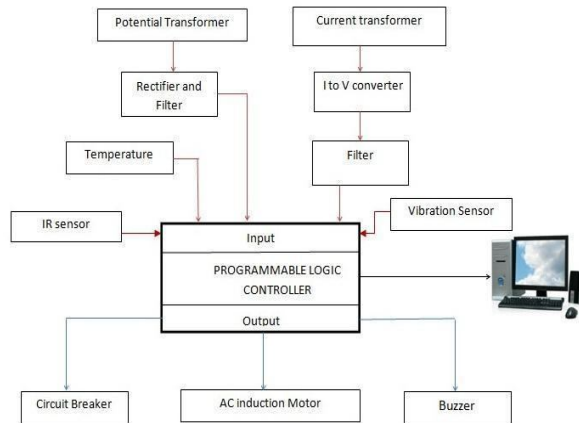 Potential Transformer
Current transformer
Rectifier and
Filter
I to V converter
Temperature
Filter
IR sensor
Vibration Sensor
Input
PROGRAMMABLE LOGIC
CONTROLLER
Output
Circuit Breaker
AC induction Motor
Buzzer